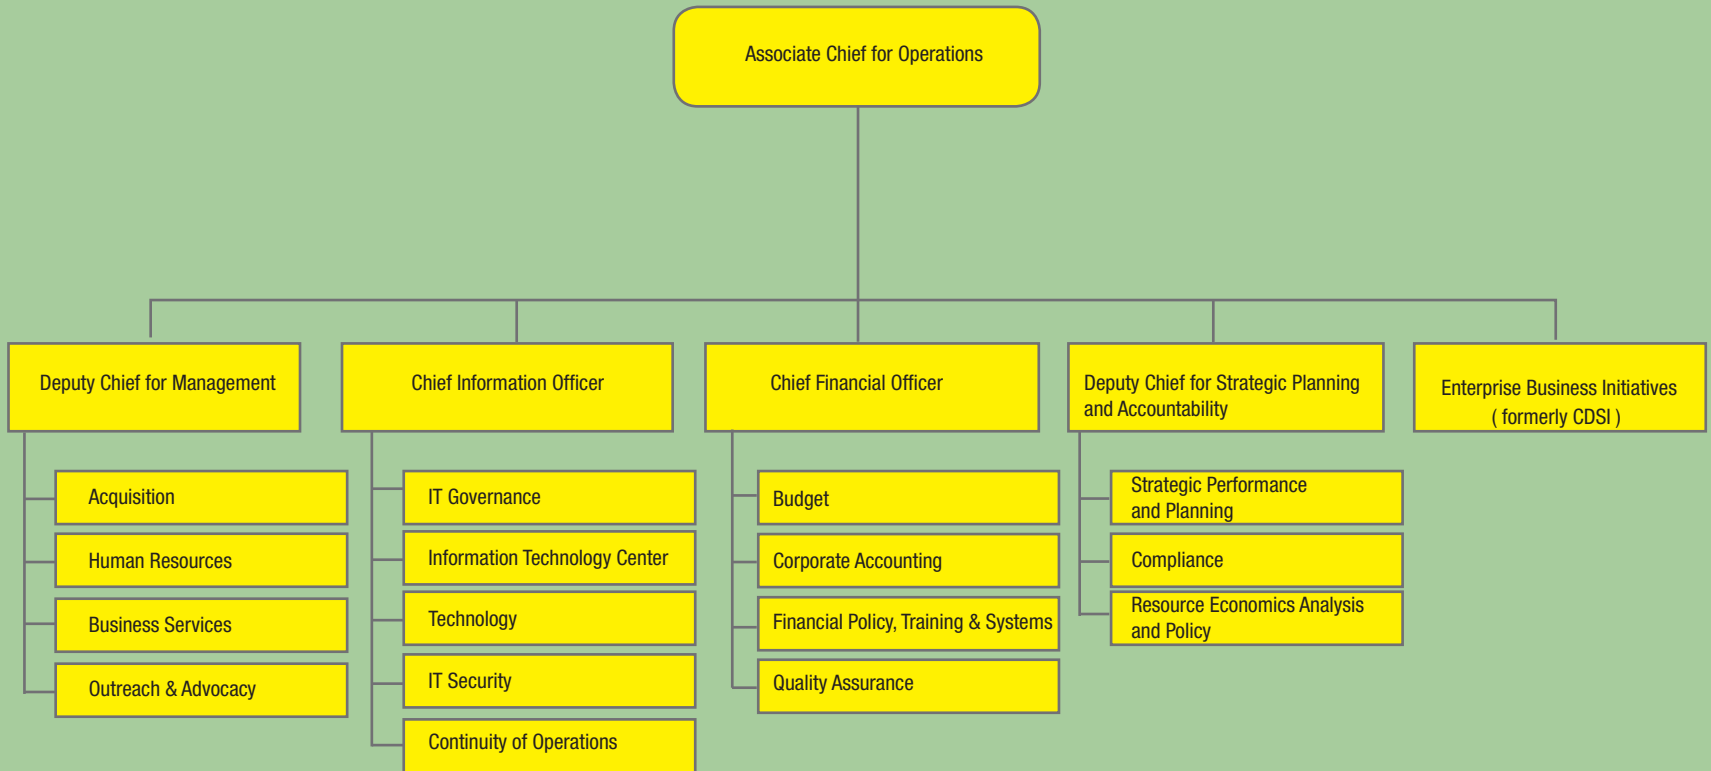 Associate Chief for Operations
Deputy Chief for Management
Chief Information Officer
Chief Financial Officer
Deputy Chief for Strategic Planning
and Accountability
Enterprise Business Initiatives
( formerly CDSI )
Acquisition
Human Resources
Business Services
Outreach & Advocacy
IT Governance
Information Technology Center
Technology
IT Security
Continuity of Operations
Budget
Corporate Accounting
Financial Policy, Training & Systems
Quality Assurance
Strategic Performance
and Planning
Compliance
Resource Economics Analysis
and Policy